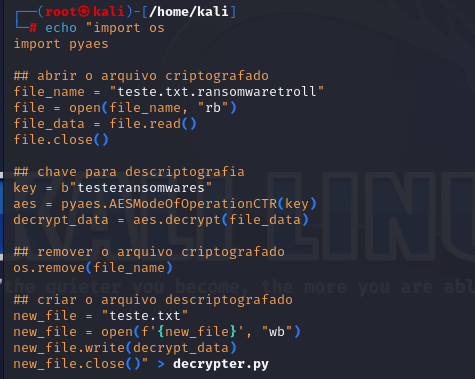 ┌──(root㉿kali)-[/home/kali]
└─# echo "import os
import pyaes

## abrir o arquivo criptografado
file_name = "teste.txt.ransomwaretroll"
file = open(file_name, "rb")
file_data = file.read()
file.close()

## chave para descriptografia
key = b"testeransomwares"
aes = pyaes.AESModeOfOperationCTR(key)
decrypt_data = aes.decrypt(file_data)

## remover o arquivo criptografado
os.remove(file_name)

## criar o arquivo descriptografado
new_file = "teste.txt"
new_file = open(f'{new_file}', "wb")
new_file.write(decrypt_data)
new_file.close()" > decrypter.py
KALI LINU
the quieter you become, the more you are abl